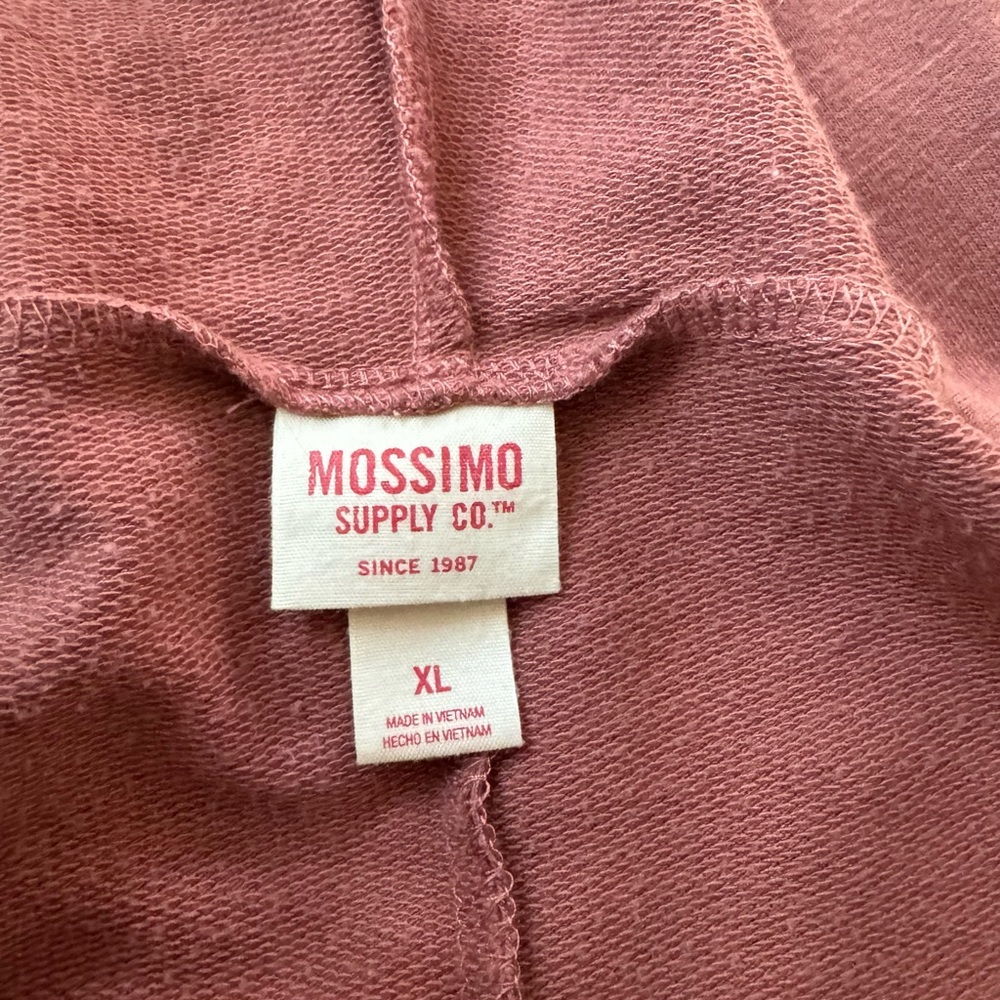 MOSSIMO
SUPPLY CO.™
SINCE 1987
XL
MADE IN VIETNAM
HECHO EN VIETNAM